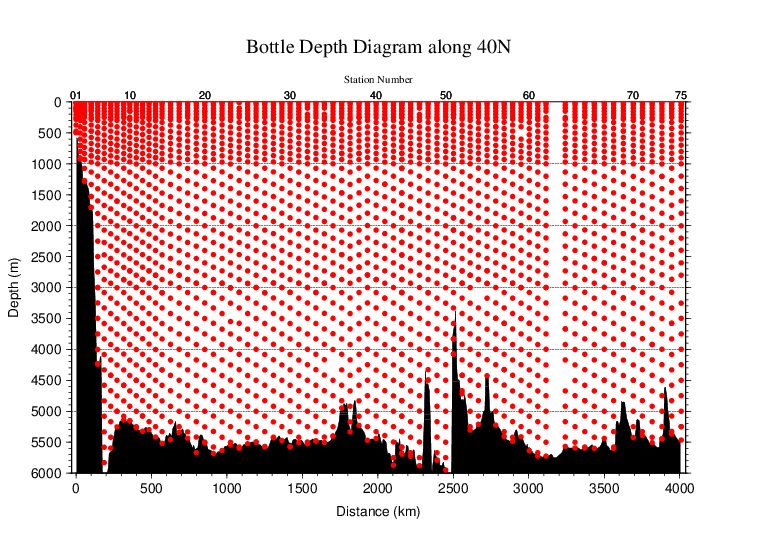 Bottle Depth Diagram along 40N
Station Number
01 10 20 30 40 50 60 70 75
0
500
1000
1500
2000
2500
3000
3500
4000
4500
5000
5500
6000
Depth (m)
0 500 1000 1500 2000 2500 3000 3500 4000
Distance (km)